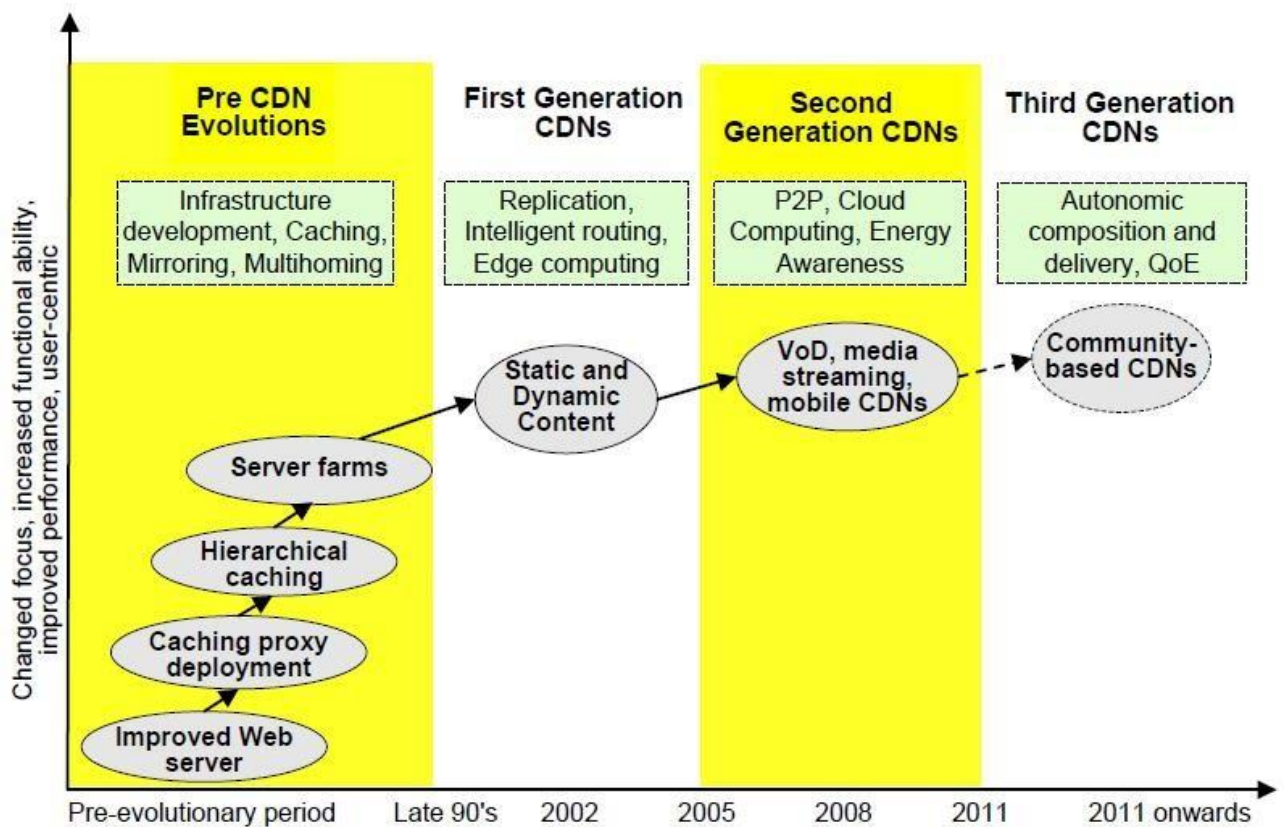 Changed focus, increased functional ability,
improved performance, user-centric
Pre CDN
Evolutions
First Generation
CDNs
Second
Generation CDNs
Third Generation
CDNs
Infrastructure
development, Caching,
Mirroring, Multihoming
Replication,
Intelligent routing,
Edge computing
P2P, Cloud
Computing, Energy
Awareness
Autonomic
composition and
delivery, QoE
Static and
Dynamic
Content
VoD, media
streaming,
mobile CDNs
Community-
based CDNs
Server farms
Hierarchical
caching
Caching proxy
deployment
Improved Web
server
Pre-evolutionary period
Late 90's
2002
2005
2008
2011
2011 onwards